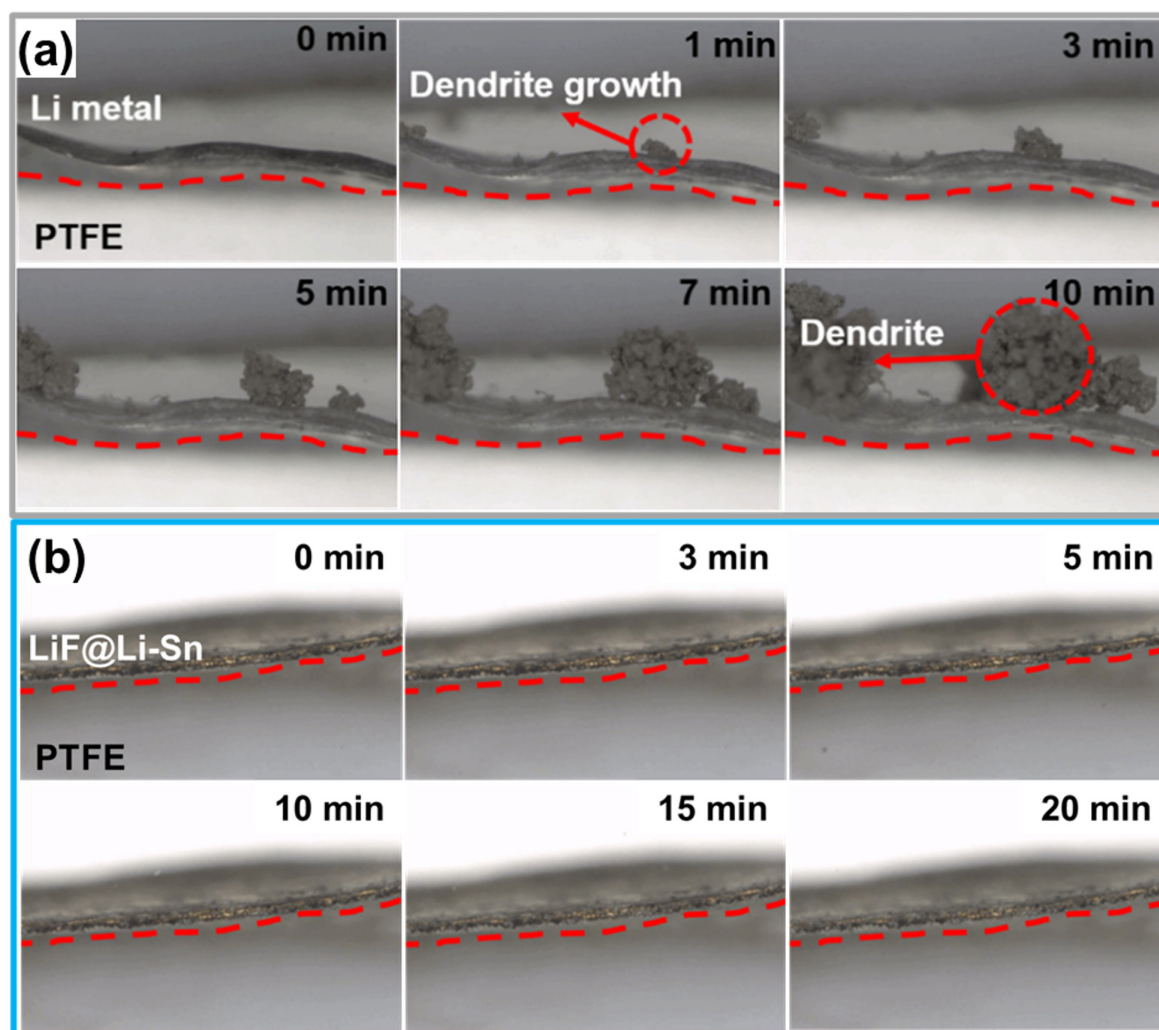 (a)
0 min
1 min
3 min
Li metal
Dendrite growth
PTFE
5 min
7 min
10 min
Dendrite
(b)
0 min
3 min
5 min
LiF@Li-Sn
PTFE
10 min
15 min
20 min